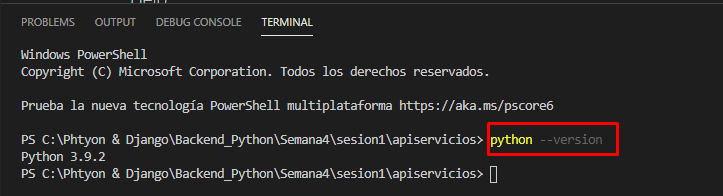 PROBLEMS OUTPUT DEBUG CONSOLE TERMINAL
Windows PowerShell
Copyright (C) Microsoft Corporation. Todos los derechos reservados.
Prueba la nueva tecnología PowerShell multiplataforma https://aka.ms/pscore6
PS C:\Phtyon & Django\Backend_Python\Semana4\sesion1\apiservicios> python --version
Python 3.9.2
PS C:\Phtyon & Django\Backend_Python\Semana4\sesion1\apiservicios>